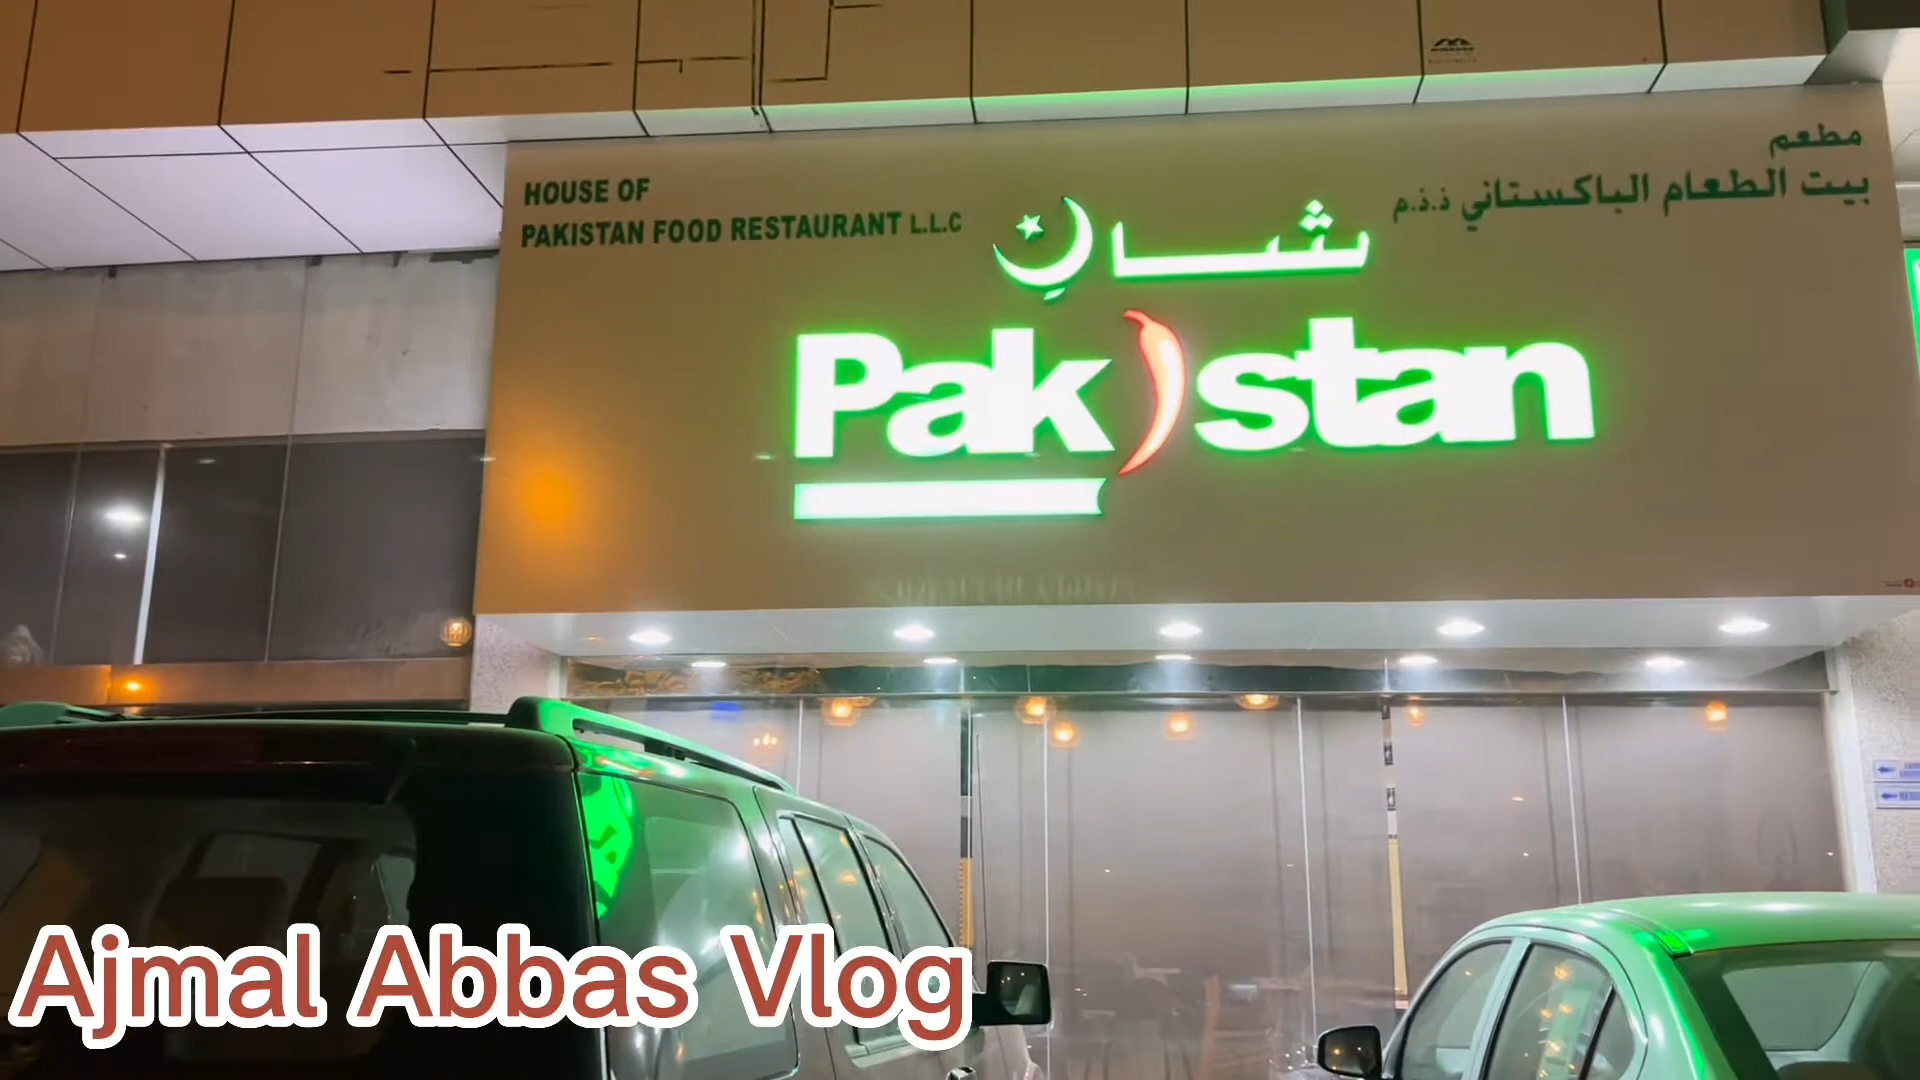 HOUSE OF
PAKISTAN FOOD RESTAURANT L.L.C
مطعم
بيت الطعام الباكستاني ذ.ذ.م
شانِ
Pakistan
Ajmal Abbas Vlog